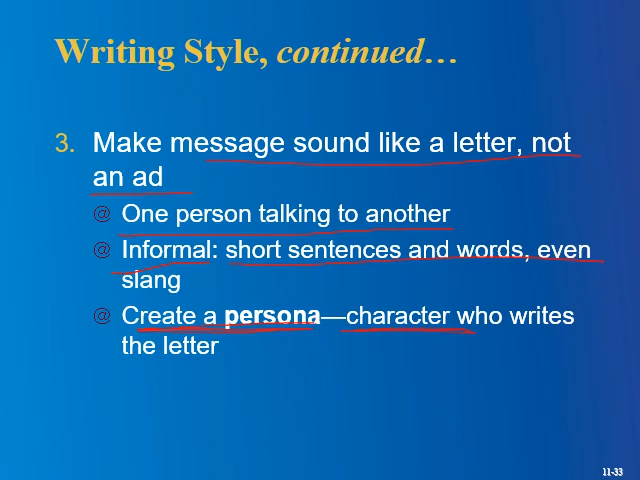 Writing Style, continued…
3. Make message sound like a letter, not
an ad
@ One person talking to another
@ Informal: short sentences and words, even
slang
@ Create a persona—character who writes
the letter
11-33